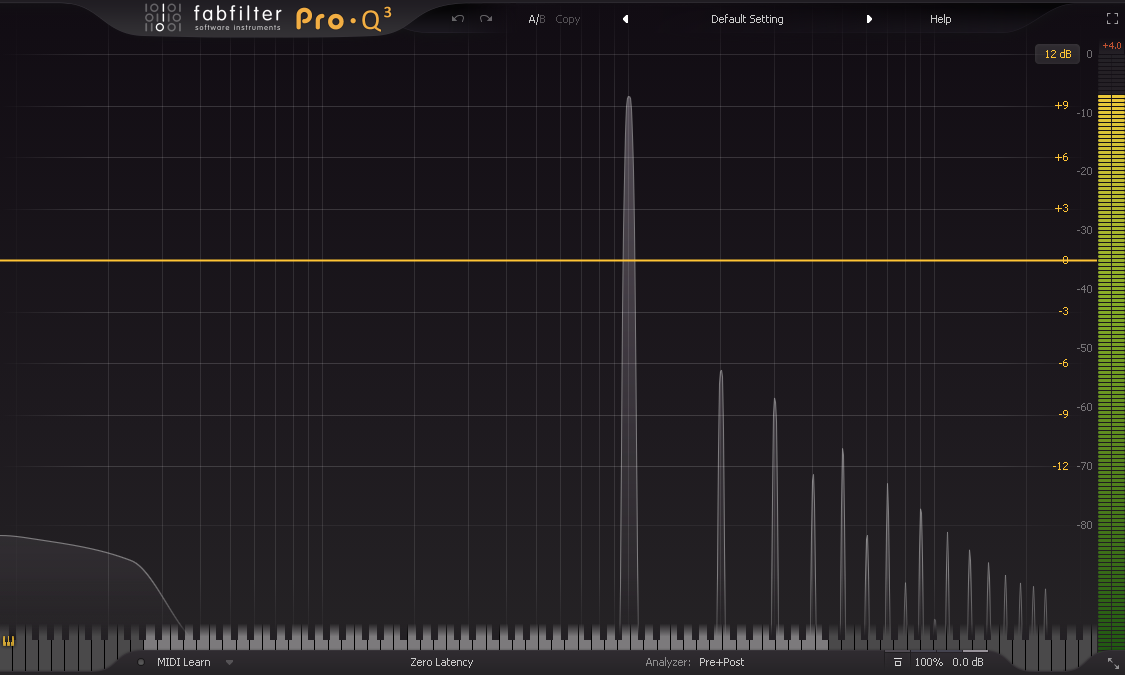 fabfilter
software instruments
Pro·Q³
A/B Copy
Default Setting
Help
12 dB 0
+4.0
+9
-10
+6
-20
+3
-30
0
-40
-3
-50
-6
-60
-9
-12 -70
-80
MIDI Learn
Zero Latency
Analyzer: Pre+Post
100% 0.0 dB